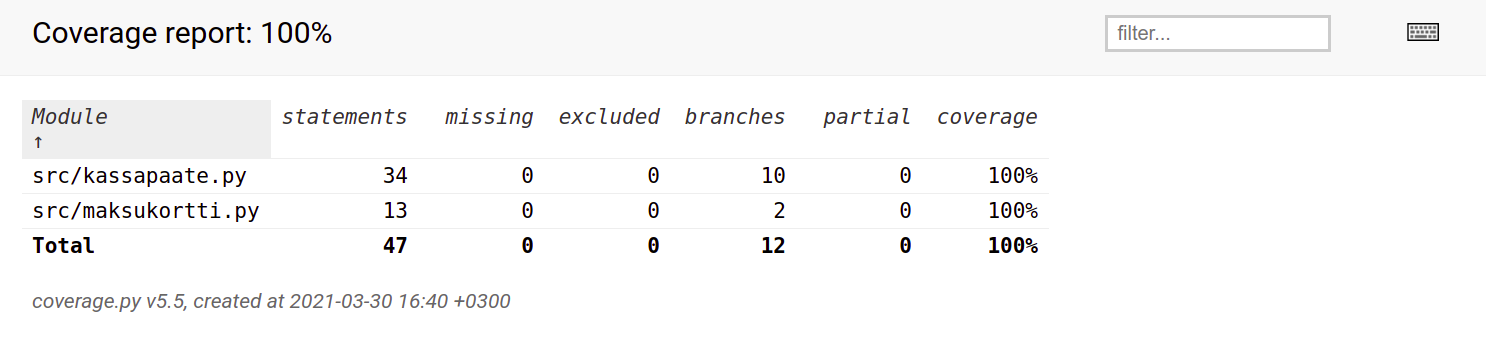 Coverage report: 100%
filter...
Module statements missing excluded branches partial coverage
↑
src/kassapaate.py 34 0 0 10 0 100%
src/maksukortti.py 13 0 0 2 0 100%
Total 47 0 0 12 0 100%
coverage.py v5.5, created at 2021-03-30 16:40 +0300